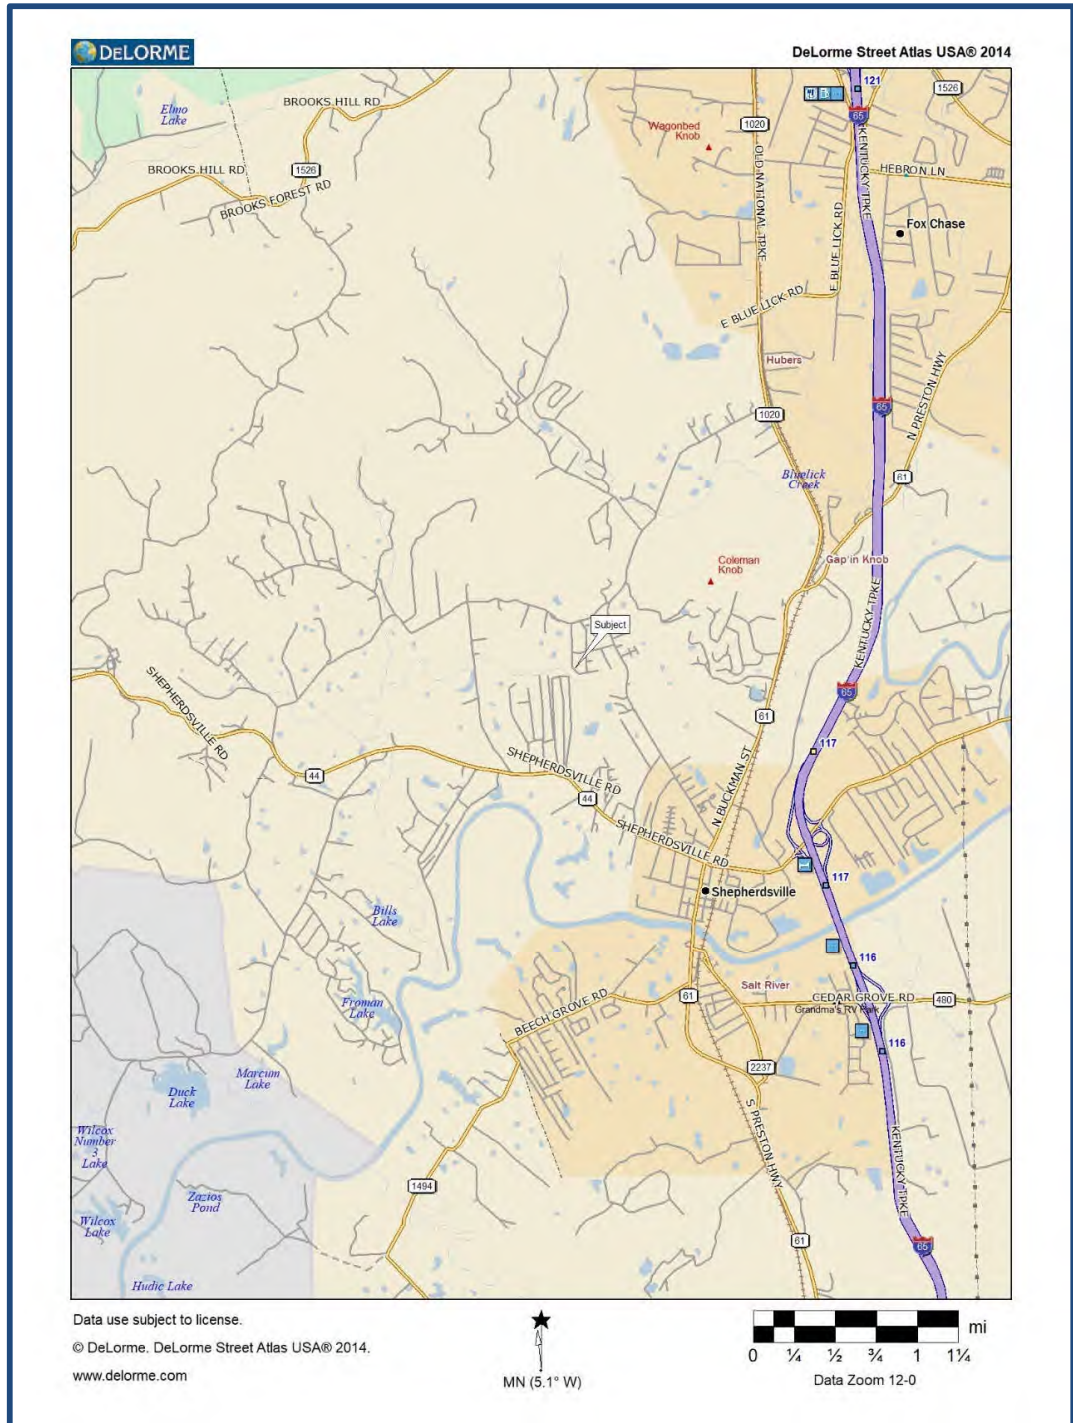 DELORME
DeLorme Street Atlas USA® 2014
121
1526
BROOKS HILL RD
Elmo
Lake
1020
Wagonbed
Knob
65
BROOKS HILL RD
1526
HEBRON LN
KENTUCKY TPKE
BROOKS FOREST RD
OLD NATIONAL TPKE
Fox Chase
E BLUE LICK RD
E BLUE LICK RD
Hubers
N PRESTON HWY
65
1020
Bluelick
Creek
61
Coleman
Knob
Gap'in Knob
KENTUCKY TPKE
Subject
65
SHEPHERDSVILLE RD
61
117
44
SHEPHERDSVILLE RD
44
N BUCKMAN ST
SHEPHERDSVILLE RD
117
Shepherdsville
Bills
Lake
116
Salt River
61
CEDAR GROVE RD
480
Froman
Lake
BEECH GROVE RD
Grandma's RV Park
116
2237
Marcum
Lake
Duck
Lake
S PRESTON HWY
KENTUCKY TPKE
Wilcox
Number
3
Lake
1494
Zazios
Pond
Wilcox
Lake
61
65
Hudic Lake
Data use subject to license.
© DeLorme. DeLorme Street Atlas USA® 2014.
www.delorme.com
MN (5.1° W)
mi
0 ¼ ½ ¾ 1 1¼
Data Zoom 12-0